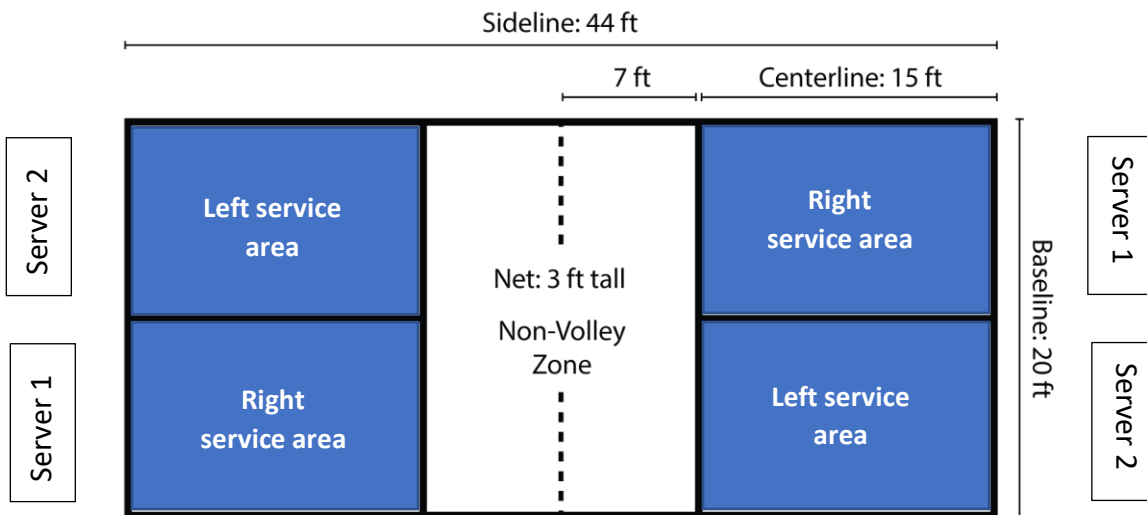 Sideline: 44 ft
7 ft
Centerline: 15 ft
Server 2
Left service
area
Right
service area
Server 1
Net: 3 ft tall
Non-Volley
Zone
Baseline: 20 ft
Server 1
Right
service area
Left service
area
Server 2